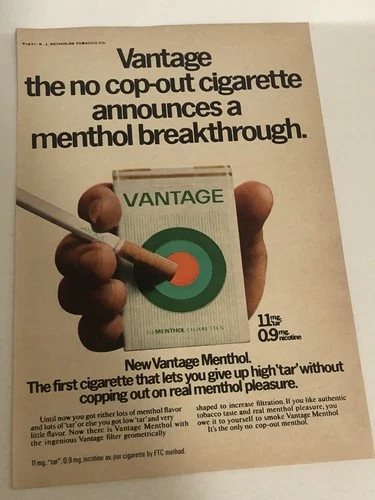 ©1971-R. J. REYNOLDS TOBACCO CO.
Vantage
the no cop-out cigarette
announces a
menthol breakthrough.
VANTAGE
20 MENTHOL CIGARETTES
11 mg. tar
0.9 mg. nicotine
New Vantage Menthol.
The first cigarette that lets you give up high 'tar' without
copping out on real menthol pleasure.
Until now you got either lots of menthol flavor
and lots of 'tar' or else you got low 'tar' and very
little flavor. Now there is Vantage Menthol with
the ingenious Vantage filter geometrically
shaped to increase filtration. If you like authentic
tobacco taste and real menthol pleasure, you
owe it to yourself to smoke Vantage Menthol
It's the only no cop-out menthol.
11 mg. "tar", 0.9 mg. nicotine av. per cigarette by FTC method.